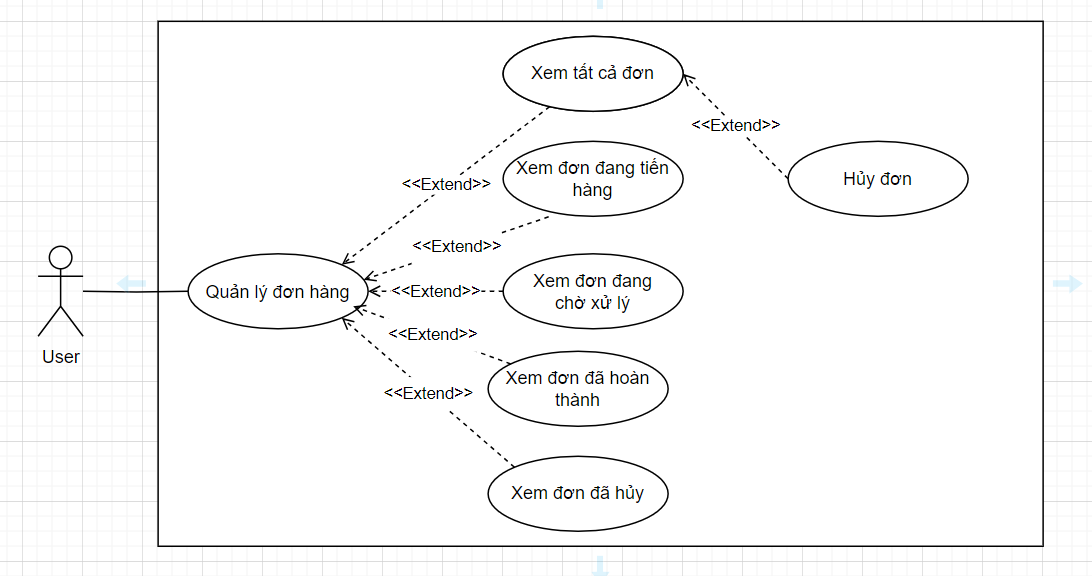 Xem tất cả đơn
<<Extend>>
Xem đơn đang tiến
hàng
Hủy đơn
<<Extend>>
<<Extend>>
Quản lý đơn hàng
<<Extend>>
Xem đơn đang
chờ xử lý
<<Extend>>
User
Xem đơn đã hoàn
thành
<<Extend>>
Xem đơn đã hủy